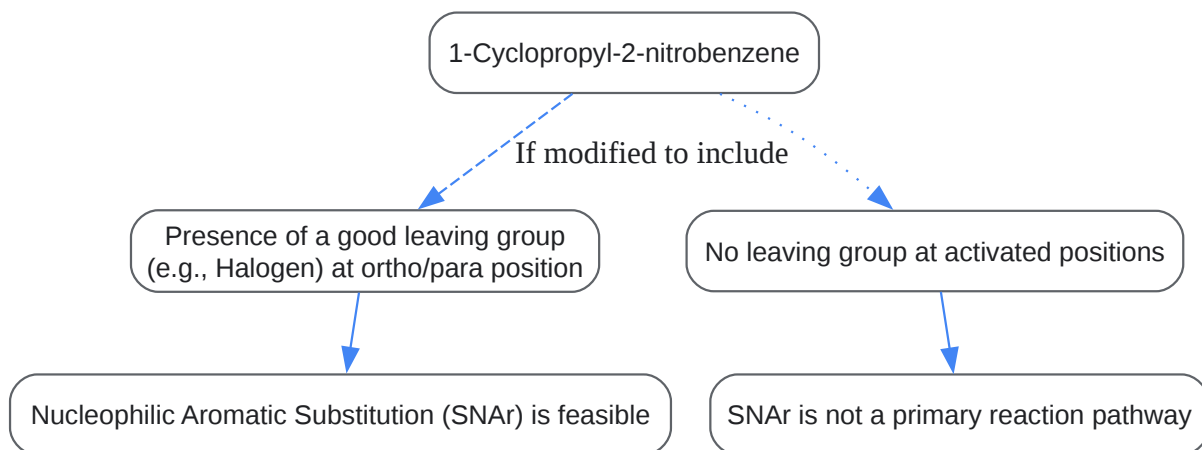 1-Cyclopropyl-2-nitrobenzene
If modified to include
Presence of a good leaving group
(e.g., Halogen) at ortho/para position
No leaving group at activated positions
Nucleophilic Aromatic Substitution (SNAr) is feasible
SNAr is not a primary reaction pathway